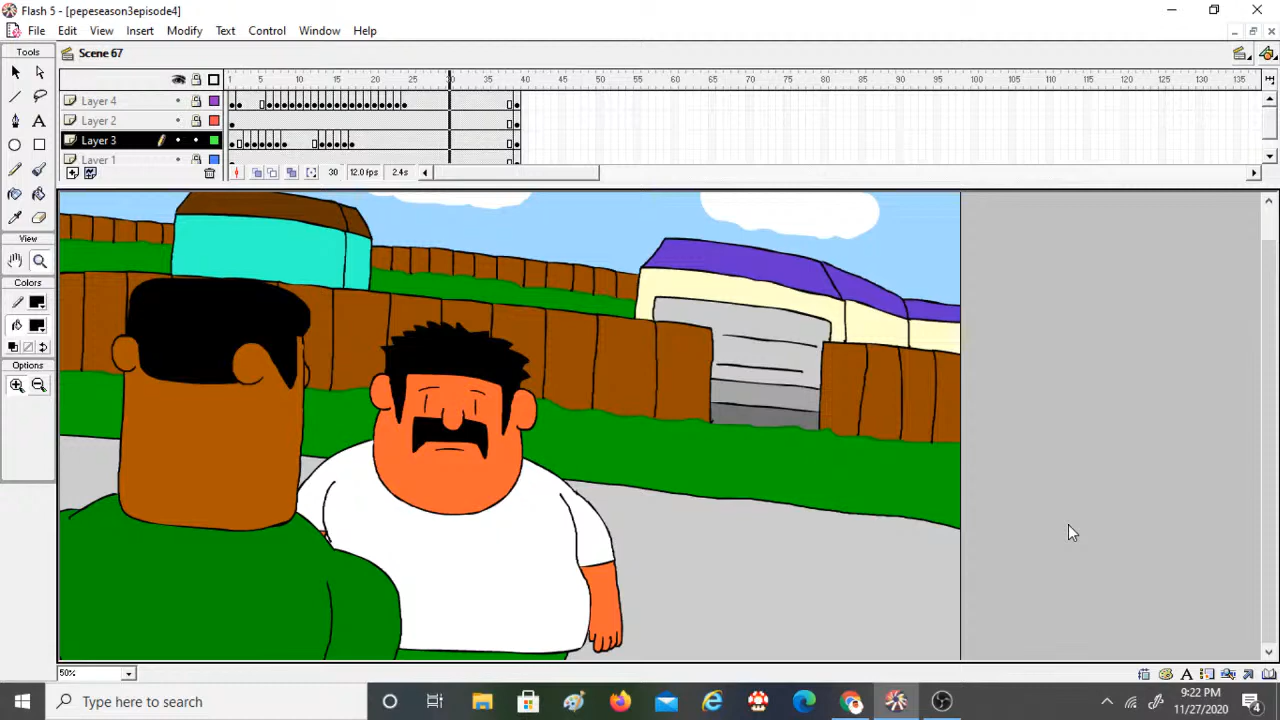 Flash 5 - [pepeseason3episode4]
File Edit View Insert Modify Text Control Window Help
Tools
Scene 67
1 5 10 15 20 25 30 35 40 45 50 55 60 65 70 75 80 85 90 95 100 105 110 115 120 125 130 135
Layer 4
Layer 2
Layer 3
Layer 1
30 12.0 fps 2.4s
View
Colors
Options
50%
Type here to search
9:22 PM
11/27/2020
4